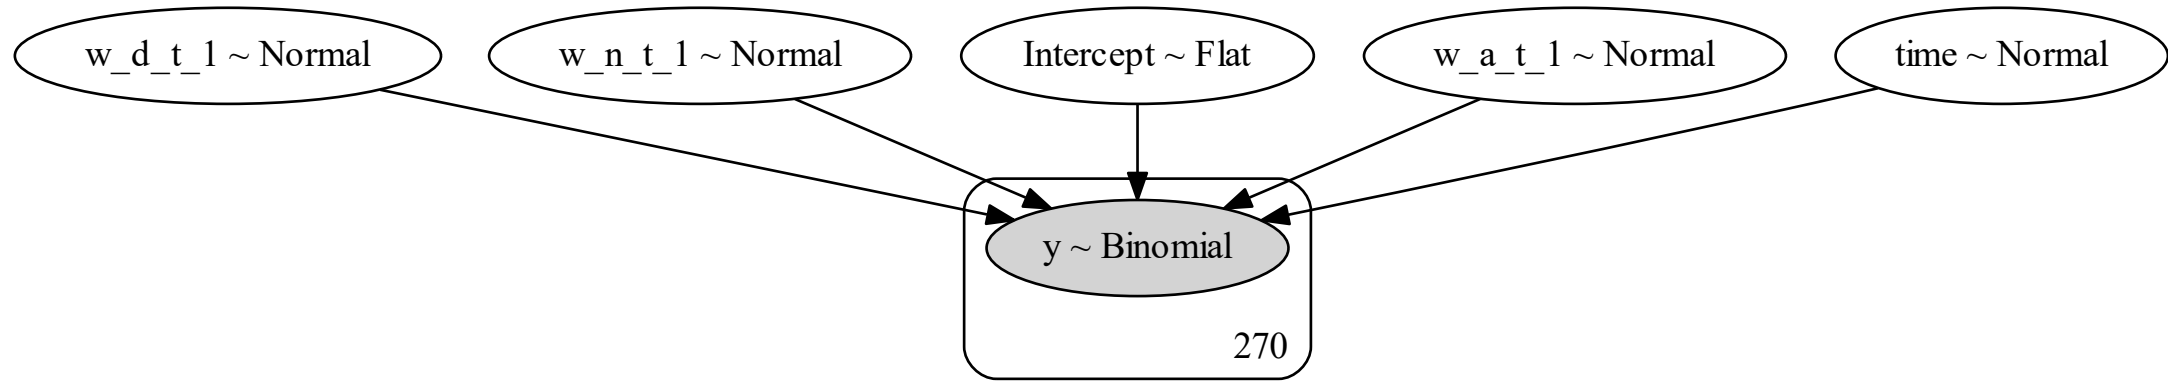 w_d_t_1 ~ Normal
w_n_t_1 ~ Normal
Intercept ~ Flat
w_a_t_1 ~ Normal
time ~ Normal
y ~ Binomial
270